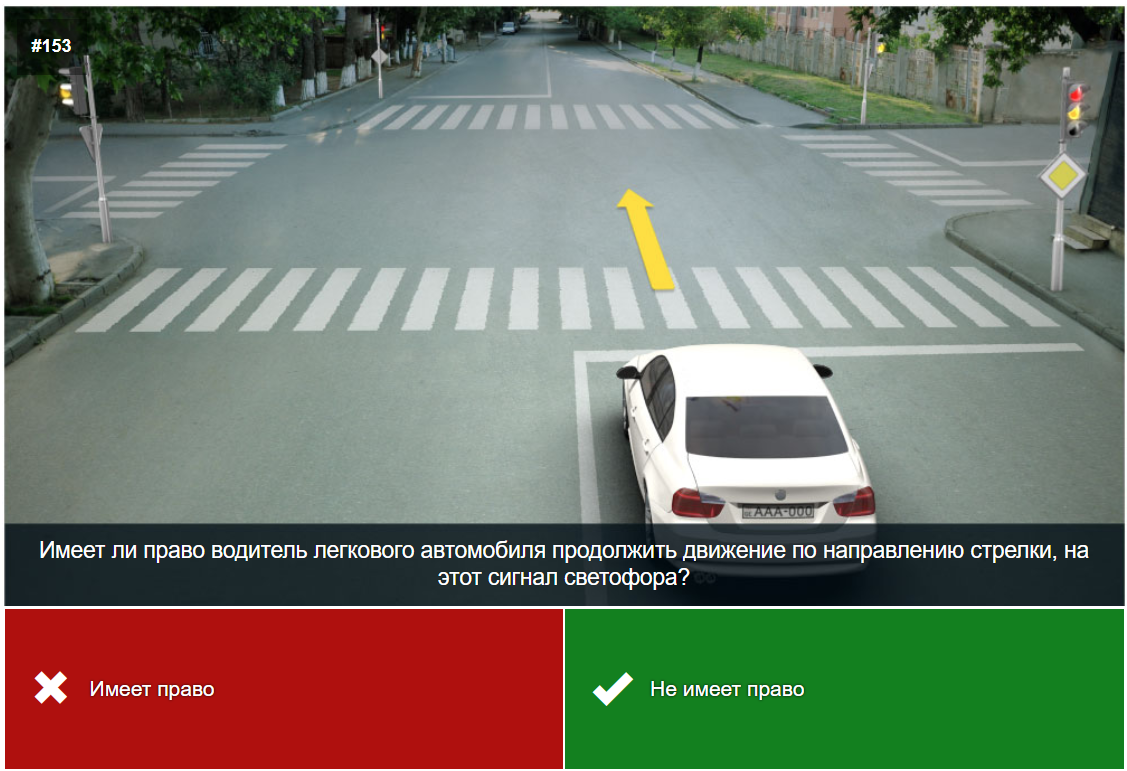 #153
AAA-000
Имеет ли право водитель легкового автомобиля продолжить движение по направлению стрелки, на
этот сигнал светофора?
Имеет право
Не имеет право